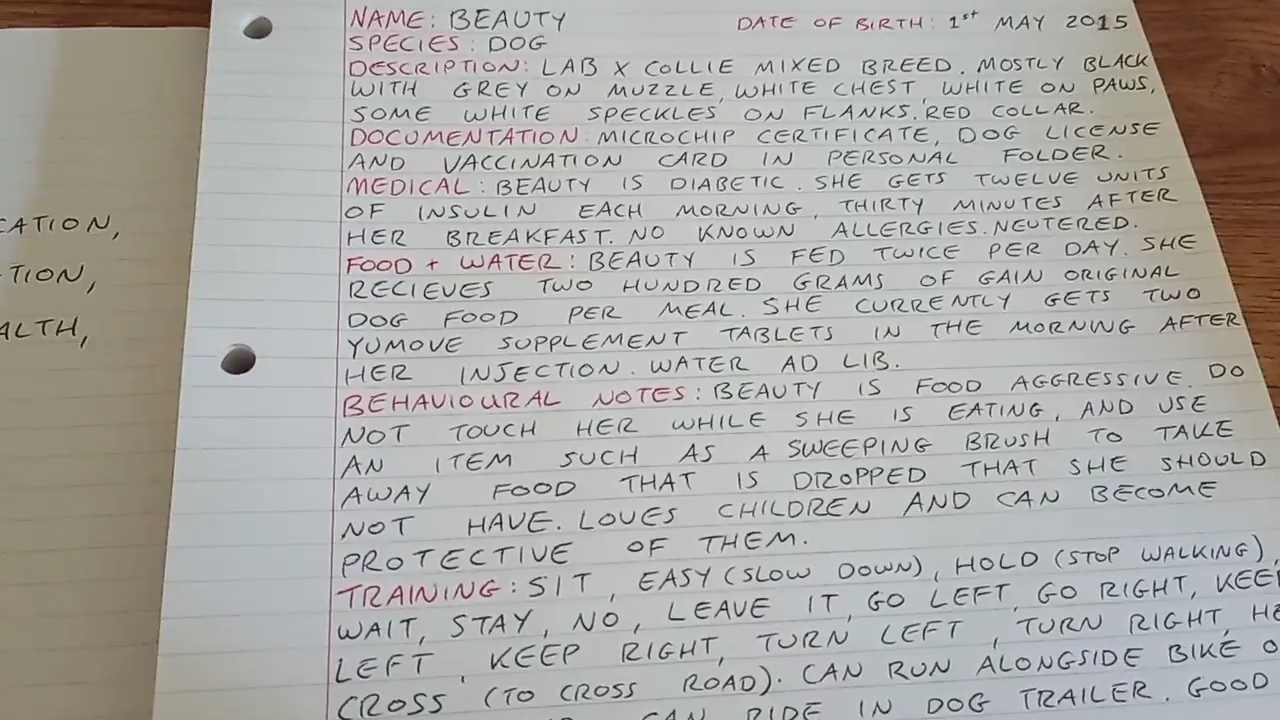 NAME: BEAUTY DATE OF BIRTH: 1st MAY 2015
SPECIES: DOG
DESCRIPTION: LAB X COLLIE MIXED BREED. MOSTLY BLACK
WITH GREY ON MUZZLE, WHITE CHEST, WHITE ON PAWS,
SOME WHITE SPECKLES ON FLANKS. RED COLLAR.
DOCUMENTATION: MICROCHIP CERTIFICATE, DOG LICENSE
AND VACCINATION CARD IN PERSONAL FOLDER.
MEDICAL: BEAUTY IS DIABETIC. SHE GETS TWELVE UNITS
OF INSULIN EACH MORNING, THIRTY MINUTES AFTER
HER BREAKFAST. NO KNOWN ALLERGIES. NEUTERED.
FOOD + WATER: BEAUTY IS FED TWICE PER DAY. SHE
RECIEVES TWO HUNDRED GRAMS OF GAIN ORIGINAL
DOG FOOD PER MEAL. SHE CURRENTLY GETS TWO
YUMOVE SUPPLEMENT TABLETS IN THE MORNING AFTER
HER INJECTION. WATER AD LIB.
BEHAVIOURAL NOTES: BEAUTY IS FOOD AGGRESSIVE. DO
NOT TOUCH HER WHILE SHE IS EATING, AND USE
AN ITEM SUCH AS A SWEEPING BRUSH TO TAKE
AWAY FOOD THAT IS DROPPED THAT SHE SHOULD
NOT HAVE. LOVES CHILDREN AND CAN BECOME
PROTECTIVE OF THEM.
TRAINING: SIT, EASY (SLOW DOWN), HOLD (STOP WALKING),
WAIT, STAY, NO, LEAVE IT, GO LEFT, GO RIGHT, KEEP
LEFT, KEEP RIGHT, TURN LEFT, TURN RIGHT, HE
CROSS (TO CROSS ROAD). CAN RUN ALONGSIDE BIKE O
CAN RIDE IN DOG TRAILER. GOOD
CATION,
TION,
ALTH,